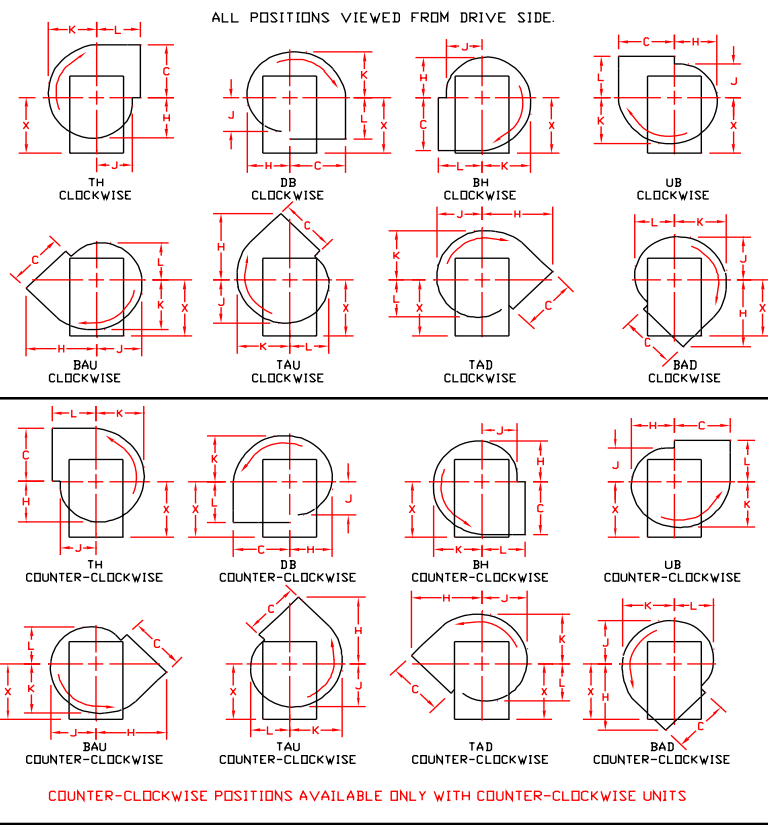 ALL POSITIONS VIEWED FROM DRIVE SIDE.
K L C H J X
TH
CLOCKWISE
K J L X H C
DB
CLOCKWISE
J H C X L K
BH
CLOCKWISE
C H L J K X
UB
CLOCKWISE
C L K X H J
BAU
CLOCKWISE
C H J X K L
TAU
CLOCKWISE
J H K L X C
TAD
CLOCKWISE
L K J H X C
BAD
CLOCKWISE
L K C H X J
TH
COUNTER-CLOCKWISE
K L J X C H
DB
COUNTER-CLOCKWISE
J H C X K L
BH
COUNTER-CLOCKWISE
H C J L X K
UB
COUNTER-CLOCKWISE
C L K X J H
BAU
COUNTER-CLOCKWISE
C H J X L K
TAU
COUNTER-CLOCKWISE
H J K L X C
TAD
COUNTER-CLOCKWISE
K L J H X C
BAD
COUNTER-CLOCKWISE
COUNTER-CLOCKWISE POSITIONS AVAILABLE ONLY WITH COUNTER-CLOCKWISE UNITS